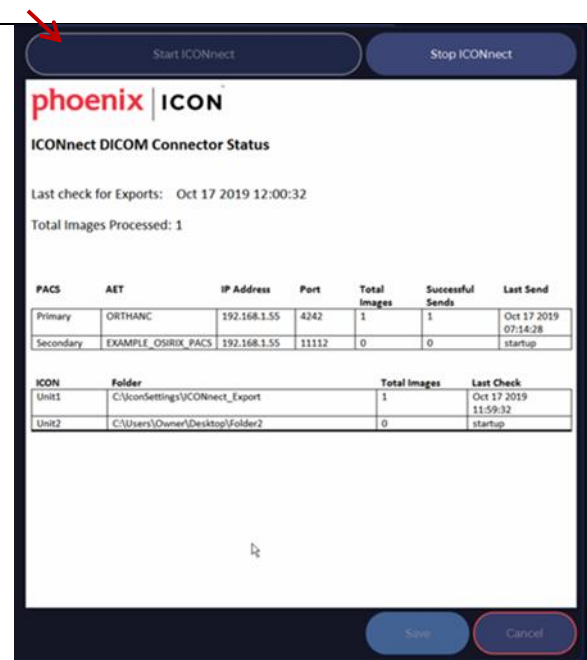 Start ICONnect Stop ICONnect
phoenix | ICON
ICONnect DICOM Connector Status
Last check for Exports: Oct 17 2019 12:00:32
Total Images Processed: 1
PACS AET IP Address Port Total Images Successful Sends Last Send
Primary ORTHANC 192.168.1.55 4242 1 1 Oct 17 2019 07:14:28
Secondary EXAMPLE_OSIRIX_PACS 192.168.1.55 11112 0 0 startup
ICON Folder Total Images Last Check
Unit1 C:\IconSettings\ICONnect_Export 1 Oct 17 2019 11:59:32
Unit2 C:\Users\Owner\Desktop\Folder2 0 startup
Save Cancel